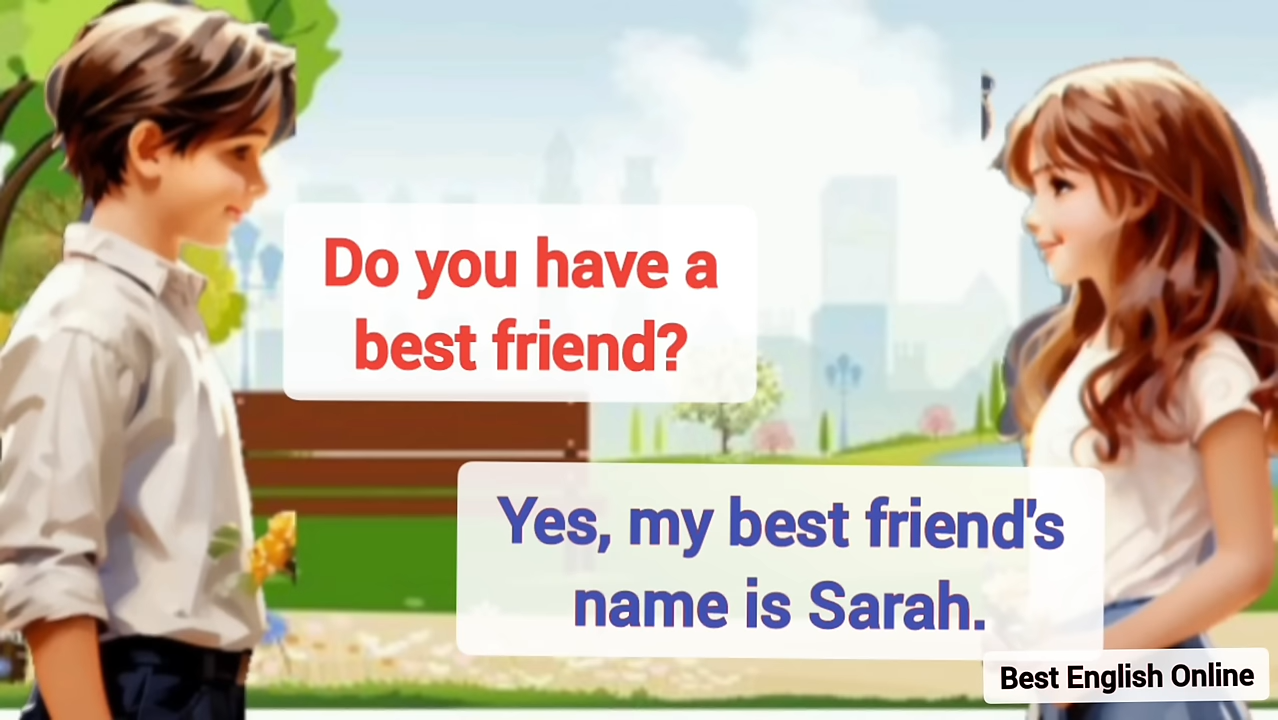 Do you have a
best friend?
Yes, my best friend's
name is Sarah.
Best English Online